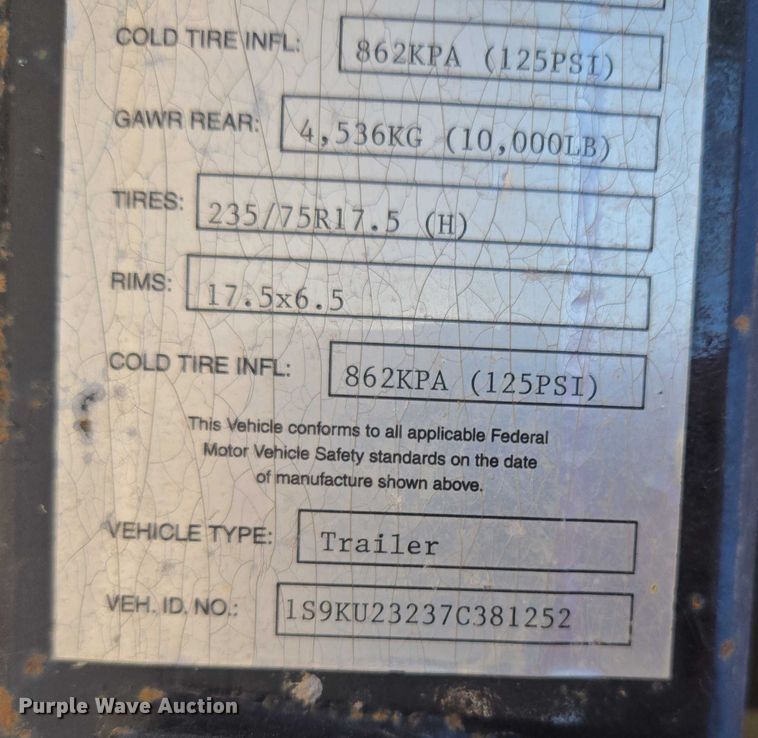 COLD TIRE INFL: 862KPA (125PSI)
GAWR REAR: 4,536KG (10,000LB)
TIRES: 235/75R17.5 (H)
RIMS: 17.5x6.5
COLD TIRE INFL: 862KPA (125PSI)
This Vehicle conforms to all applicable Federal
Motor Vehicle Safety standards on the date
of manufacture shown above.
VEHICLE TYPE: Trailer
VEH. ID. NO.: 1S9KU23237C381252
Purple Wave Auction